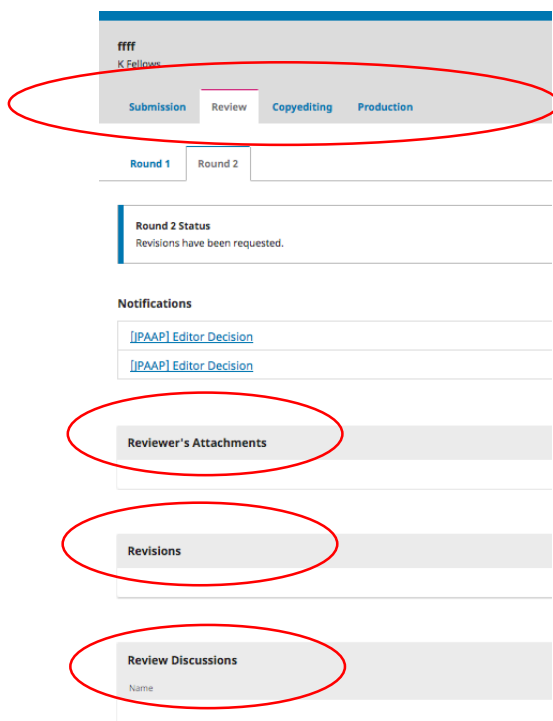 ffff
K Fellows
Submission Review Copyediting Production
Round 1 Round 2
Round 2 Status
Revisions have been requested.
Notifications
[JPAAP] Editor Decision
[JPAAP] Editor Decision
Reviewer's Attachments
Revisions
Review Discussions
Name